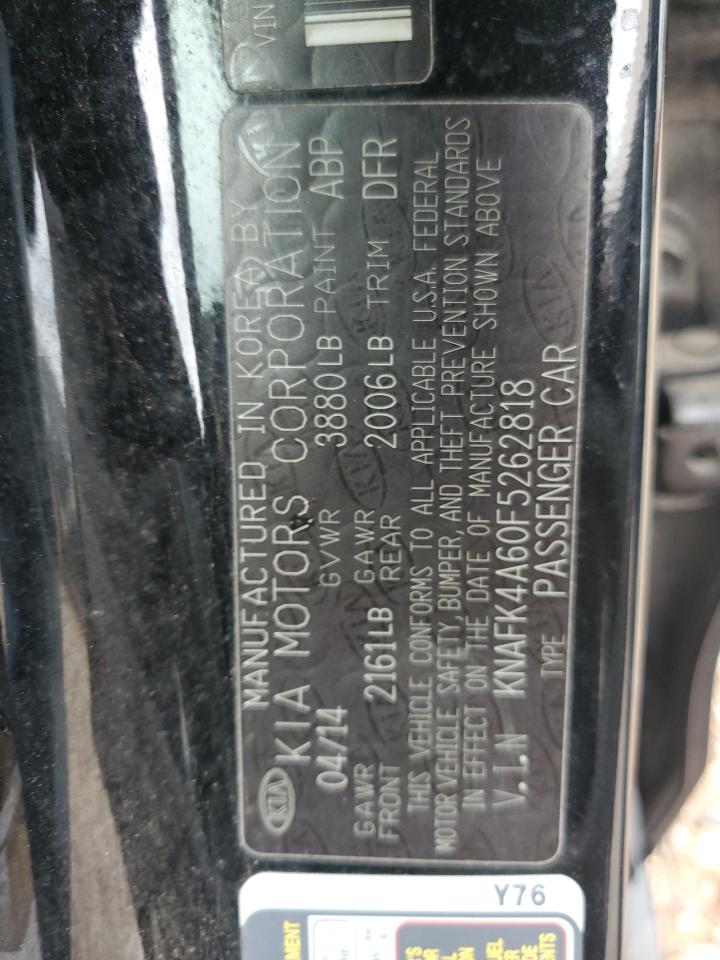 VIN
MANUFACTURED IN KOREA BY
KIA KIA MOTORS CORPORATION
04/14 GVWR 3880LB PAINT ABP
GAWR FRONT 2161LB GAWR REAR 2006LB TRIM DFR
THIS VEHICLE CONFORMS TO ALL APPLICABLE U.S.A. FEDERAL
MOTOR VEHICLE SAFETY, BUMPER, AND THEFT PREVENTION STANDARDS
IN EFFECT ON THE DATE OF MANUFACTURE SHOWN ABOVE
V.I.N KNAFK4A60F5262818
TYPE PASSENGER CAR
Y76